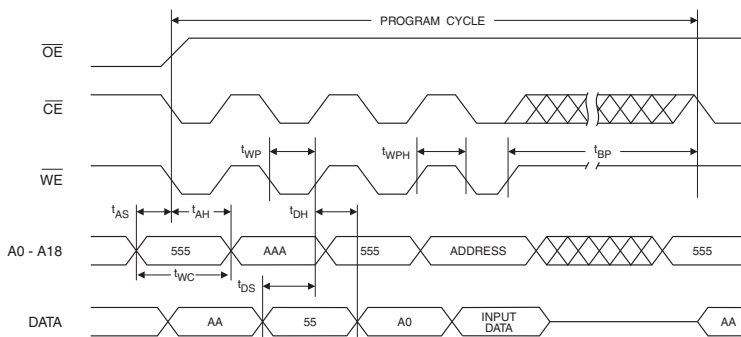 PROGRAM CYCLE
OE
CE
tWP
tWPH
tBP
WE
tAS
tAH
tDH
A0 - A18
555
AAA
555
ADDRESS
555
tWC
tDS
DATA
AA
55
A0
INPUT
DATA
AA